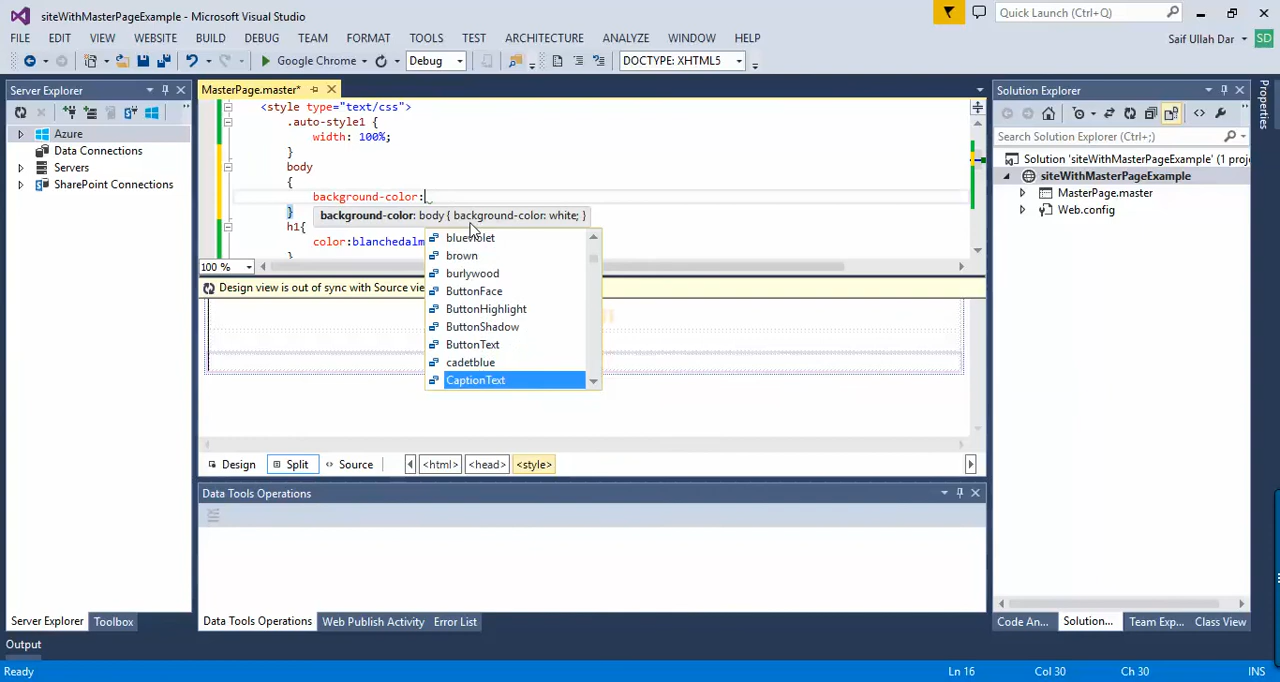 siteWithMasterPageExample - Microsoft Visual Studio
Quick Launch (Ctrl+Q)
FILE EDIT VIEW WEBSITE BUILD DEBUG TEAM FORMAT TOOLS TEST ARCHITECTURE ANALYZE WINDOW HELP
Saif Ullah Dar SD
Google Chrome Debug DOCTYPE: XHTML5
Server Explorer
Azure
Data Connections
Servers
SharePoint Connections
MasterPage.master*
<style type="text/css">
.auto-style1 {
width: 100%;
}
body
{
background-color:
}
background-color: body { background-color: white; }
h1{
color:blanchedalm
}
blueviolet
brown
burlywood
ButtonFace
ButtonHighlight
ButtonShadow
ButtonText
cadetblue
CaptionText
100 %
Design view is out of sync with Source vie
Design Split Source <html> <head> <style>
Data Tools Operations
Data Tools Operations Web Publish Activity Error List
Solution Explorer
Search Solution Explorer (Ctrl+;)
Solution 'siteWithMasterPageExample' (1 proj
siteWithMasterPageExample
MasterPage.master
Web.config
Properties
Server Explorer Toolbox
Code An... Solution... Team Exp... Class View
Output
Ready Ln 16 Col 30 Ch 30 INS